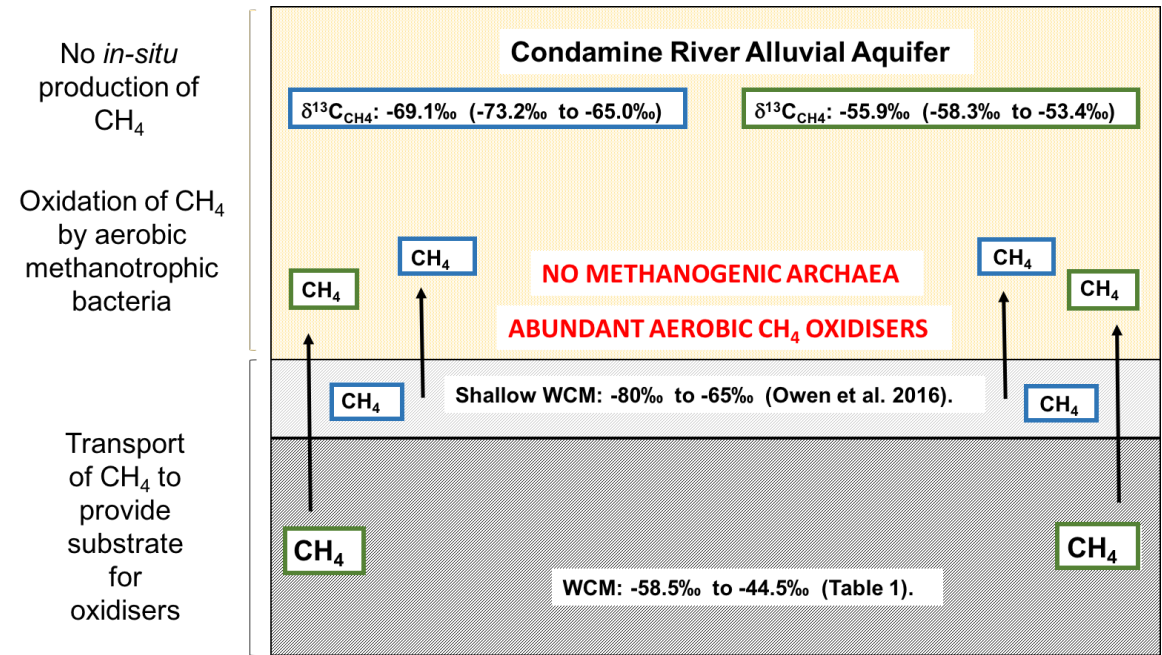 No in-situ
production of
CH₄
Oxidation of CH₄
by aerobic
methanotrophic
bacteria
Transport
of CH₄ to
provide
substrate
for
oxidisers
Condamine River Alluvial Aquifer
δ¹³C_CH4: -69.1‰ (-73.2‰ to -65.0‰)
δ¹³C_CH4: -55.9‰ (-58.3‰ to -53.4‰)
CH₄
CH₄
CH₄
CH₄
NO METHANOGENIC ARCHAEA
ABUNDANT AEROBIC CH₄ OXIDISERS
CH₄
Shallow WCM: -80‰ to -65‰ (Owen et al. 2016).
CH₄
CH₄
CH₄
WCM: -58.5‰ to -44.5‰ (Table 1).